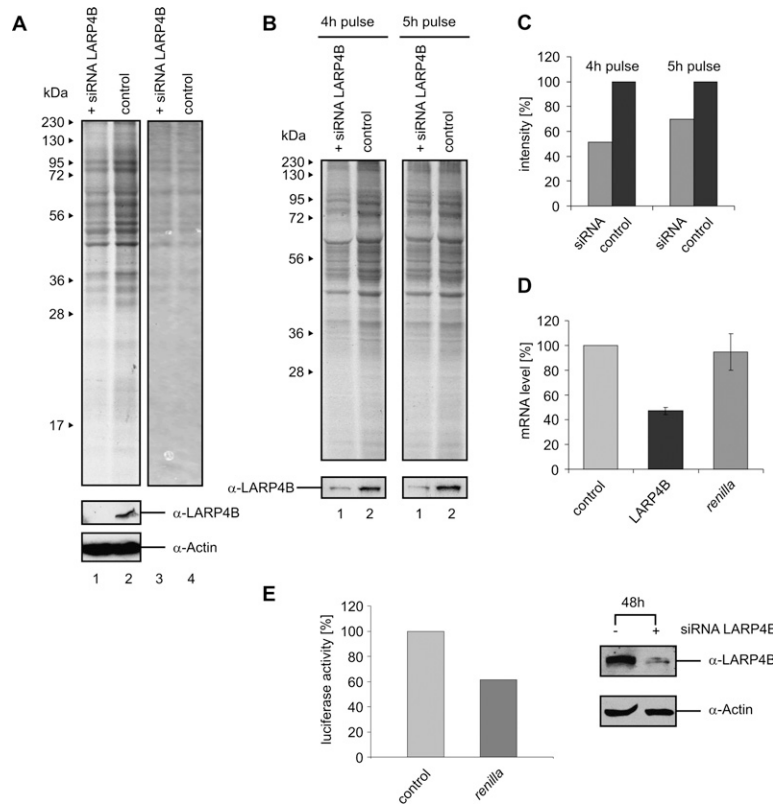 A
+ siRNA LARP4B
control
+ siRNA LARP4B
control
kDa
230
130
95
72
56
36
28
17
α-LARP4B
α-Actin
1 2 3 4
B
4h pulse 5h pulse
+ siRNA LARP4B
control
+ siRNA LARP4B
control
kDa
230
130
95
72
56
36
28
α-LARP4B
1 2 1 2
C
intensity [%]
120
100
80
60
40
20
0
4h pulse 5h pulse
siRNA
control
siRNA
control
D
mRNA level [%]
120
100
80
60
40
20
0
control
LARP4B
renilla
E
luciferase activity [%]
120
100
80
60
40
20
0
control
renilla
48h
- + siRNA LARP4B
α-LARP4B
α-Actin